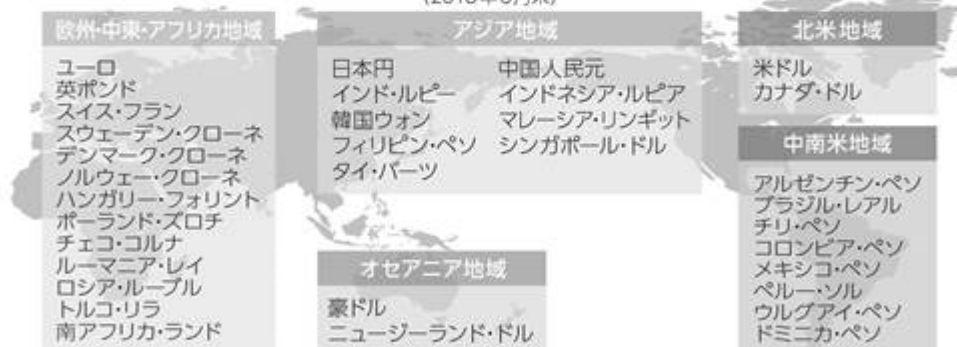 欧州・中東・アフリカ地域
ユーロ
英ポンド
スイス・フラン
スウェーデン・クローネ
デンマーク・クローネ
ノルウェー・クローネ
ハンガリー・フォリント
ポーランド・ズロチ
チェコ・コルナ
ルーマニア・レイ
ロシア・ルーブル
トルコ・リラ
南アフリカ・ランド
アジア地域
日本円 中国人民元
インド・ルピー インドネシア・ルピア
韓国ウォン マレーシア・リンギット
フィリピン・ペソ シンガポール・ドル
タイ・バーツ
オセアニア地域
豪ドル
ニュージーランド・ドル
北米地域
米ドル
カナダ・ドル
中南米地域
アルゼンチン・ペソ
ブラジル・レアル
チリ・ペソ
コロンビア・ペソ
メキシコ・ペソ
ペルー・ソル
ウルグアイ・ペソ
ドミニカ・ペソ